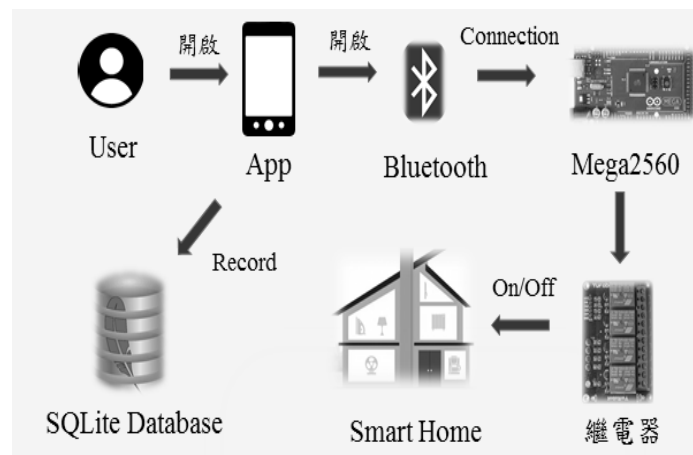 開啟
開啟
Connection
User
App
Bluetooth
Mega2560
Record
On/Off
SQLite Database
Smart Home
繼電器